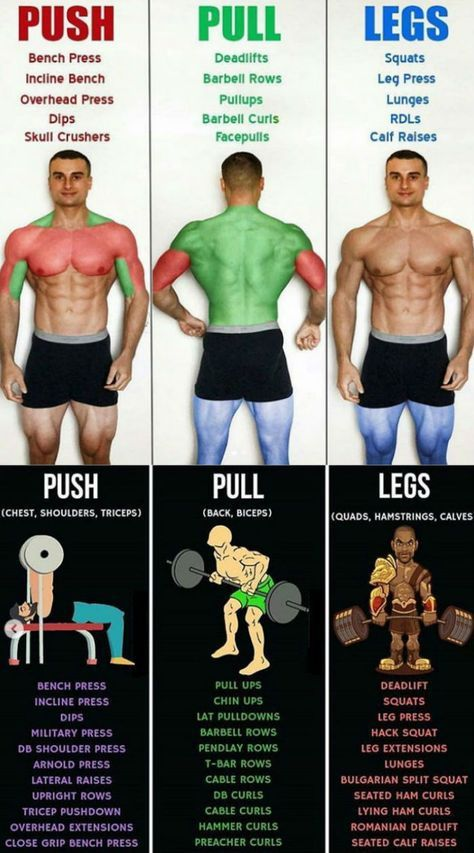 PUSH
Bench Press
Incline Bench
Overhead Press
Dips
Skull Crushers
PULL
Deadlifts
Barbell Rows
Pullups
Barbell Curls
Facepulls
LEGS
Squats
Leg Press
Lunges
RDLs
Calf Raises
PUSH
(CHEST, SHOULDERS, TRICEPS)
BENCH PRESS
INCLINE PRESS
DIPS
MILITARY PRESS
DB SHOULDER PRESS
ARNOLD PRESS
LATERAL RAISES
UPRIGHT ROWS
TRICEP PUSHDOWN
OVERHEAD EXTENSIONS
CLOSE GRIP BENCH PRESS
PULL
(BACK, BICEPS)
PULL UPS
CHIN UPS
LAT PULLDOWNS
BARBELL ROWS
PENDLAY ROWS
T-BAR ROWS
CABLE ROWS
DB CURLS
CABLE CURLS
HAMMER CURLS
PREACHER CURLS
LEGS
(QUADS, HAMSTRINGS, CALVES
DEADLIFT
SQUATS
LEG PRESS
HACK SQUAT
LEG EXTENSIONS
LUNGES
BULGARIAN SPLIT SQUAT
SEATED HAM CURLS
LYING HAM CURLS
ROMANIAN DEADLIFT
SEATED CALF RAISES